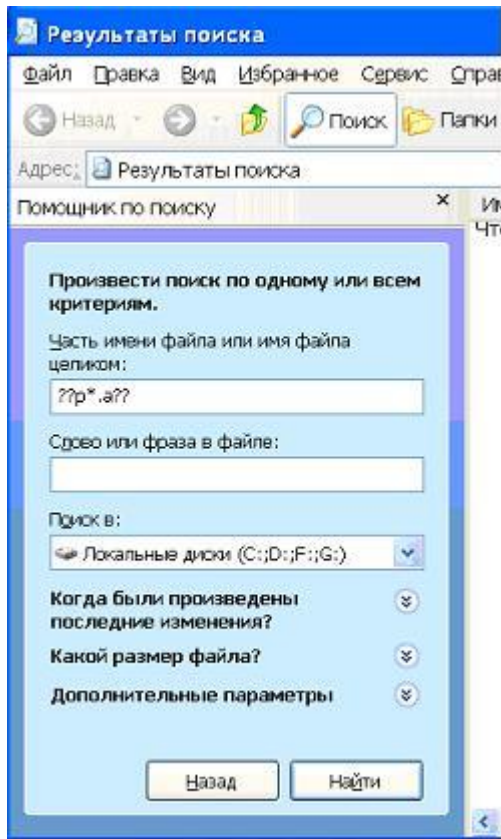 Результаты поиска
Файл Правка Вид Избранное Сервис Спра
Назад Поиск Папки
Адрес: Результаты поиска
Помощник по поиску
Произвести поиск по одному или всем
критериям.
Часть имени файла или имя файла
целиком:
??p*.a??
Слово или фраза в файле:
Поиск в:
Локальные диски (C:;D:;F:;G:)
Когда были произведены
последние изменения?
Какой размер файла?
Дополнительные параметры
Назад Найти